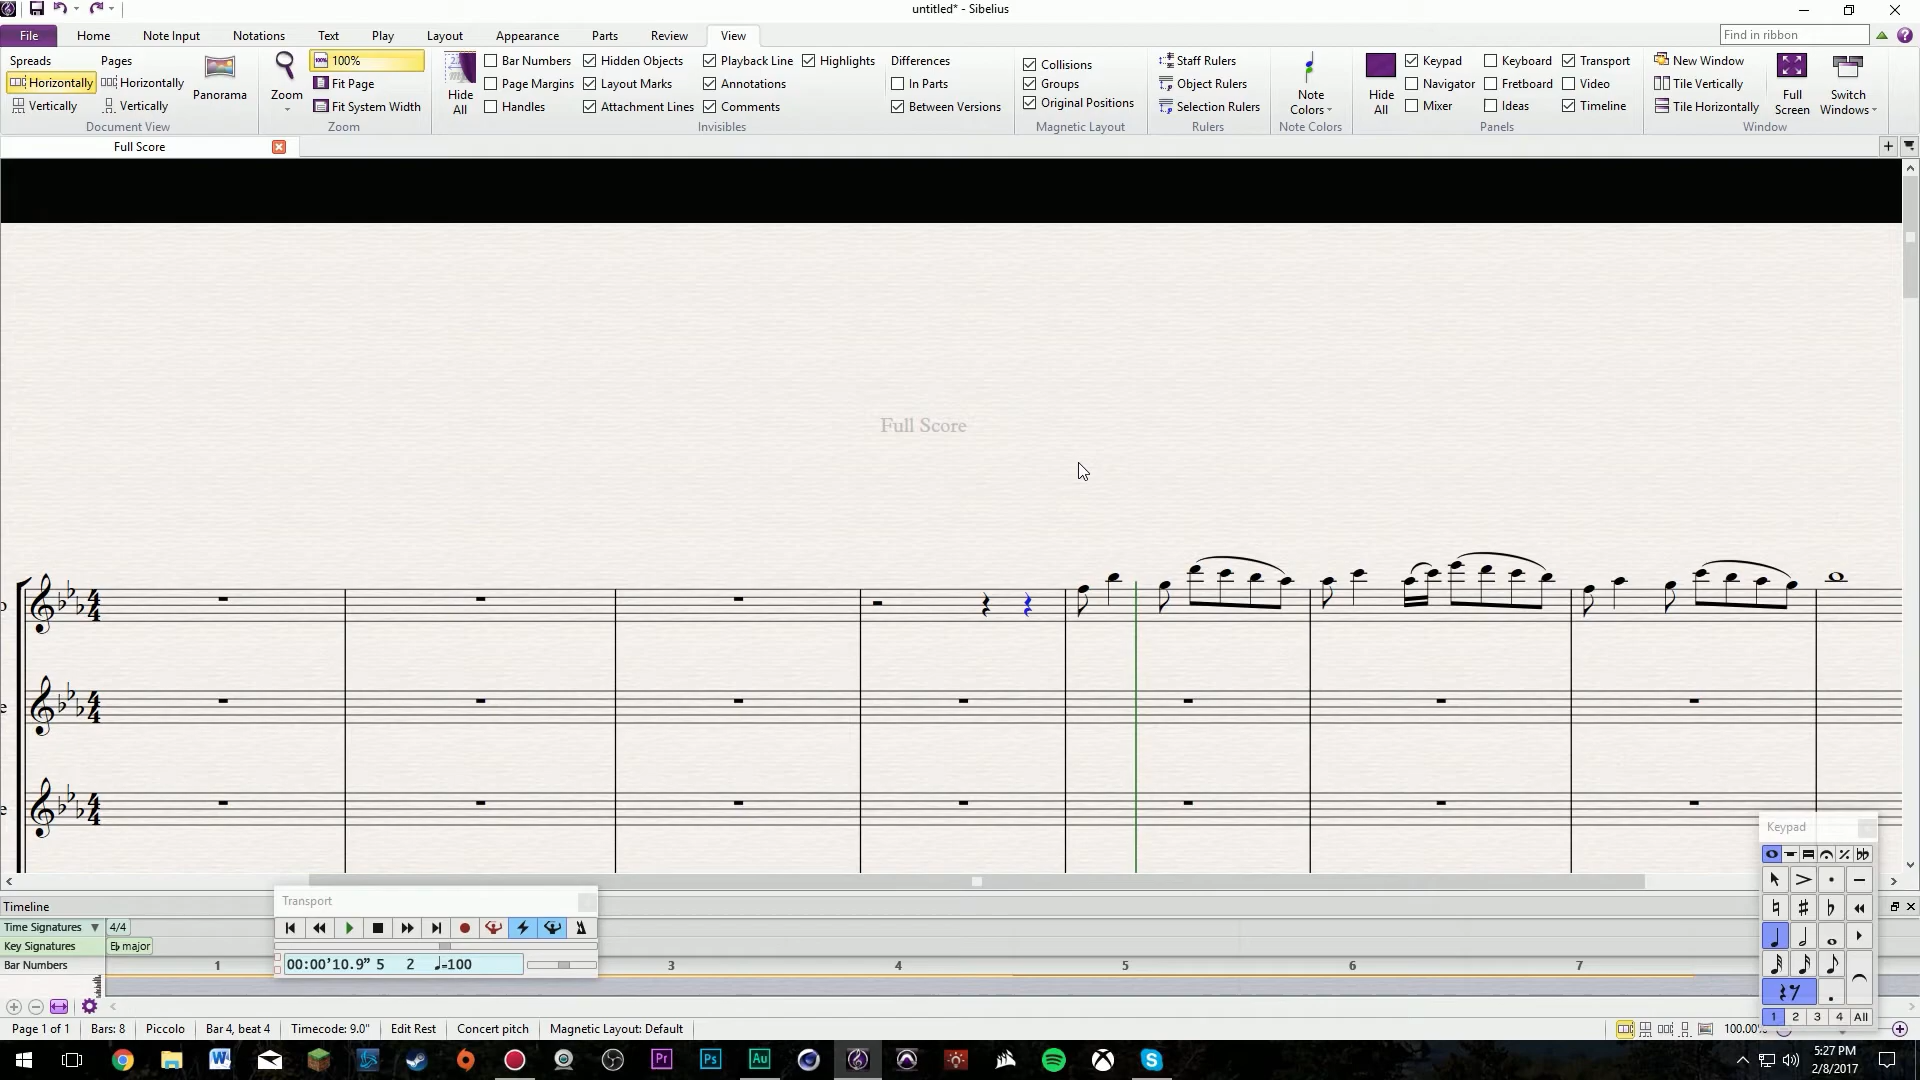 untitled* - Sibelius
File Home Note Input Notations Text Play Layout Appearance Parts Review View Find in ribbon
Spreads Pages 100% Bar Numbers Hidden Objects Playback Line Highlights Differences Collisions Staff Rulers Keypad Keyboard Transport New Window
Horizontally Horizontally Fit Page Page Margins Layout Marks Annotations In Parts Groups Object Rulers Navigator Fretboard Video Tile Vertically
Panorama Zoom Hide All Note Colors Hide All Full Screen Switch Windows
Vertically Vertically Fit System Width Handles Attachment Lines Comments Between Versions Original Positions Selection Rulers Mixer Ideas Timeline Tile Horizontally
Document View Zoom Invisibles Magnetic Layout Rulers Note Colors Panels Window
Full Score
Full Score
Keypad
Transport
Timeline
Time Signatures 4/4
Key Signatures Eb major
00:00'10.9" 5 2 ♩=100
Bar Numbers 1 3 4 5 6 7
1 2 3 4 All
Page 1 of 1 Bars: 8 Piccolo Bar 4, beat 4 Timecode: 9.0" Edit Rest Concert pitch Magnetic Layout: Default 100.00%
5:27 PM
2/8/2017